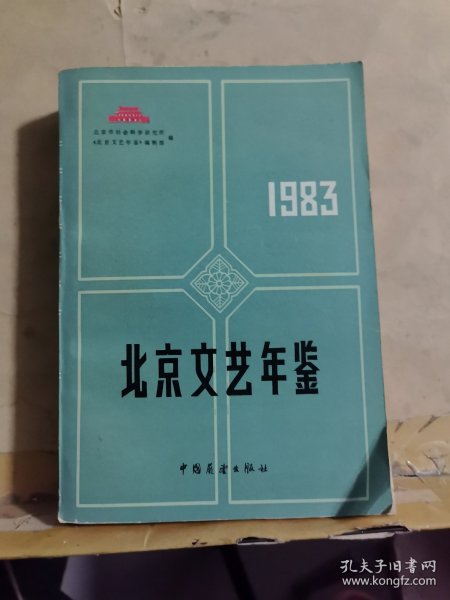 北京市社会科学研究所
《北京文艺年鉴》编辑部
编
1983
北京文艺年鉴
中国展望出版社
孔夫子旧书网
www.kongfz.com